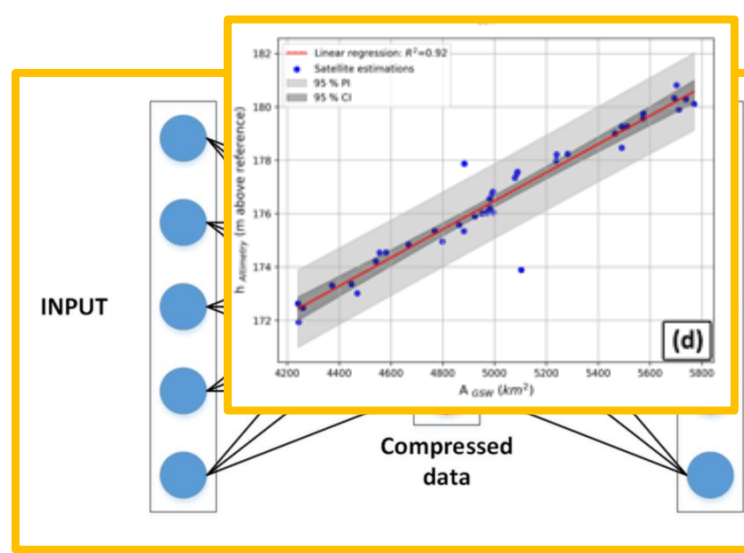 182
180
178
176
174
172
h Altimetry (m above reference)
Linear regression: R²=0.92
Satellite estimations
95 % PI
95 % CI
(d)
4200 4400 4600 4800 5000 5200 5400 5600 5800
A GSW (km²)
INPUT
Compressed
data